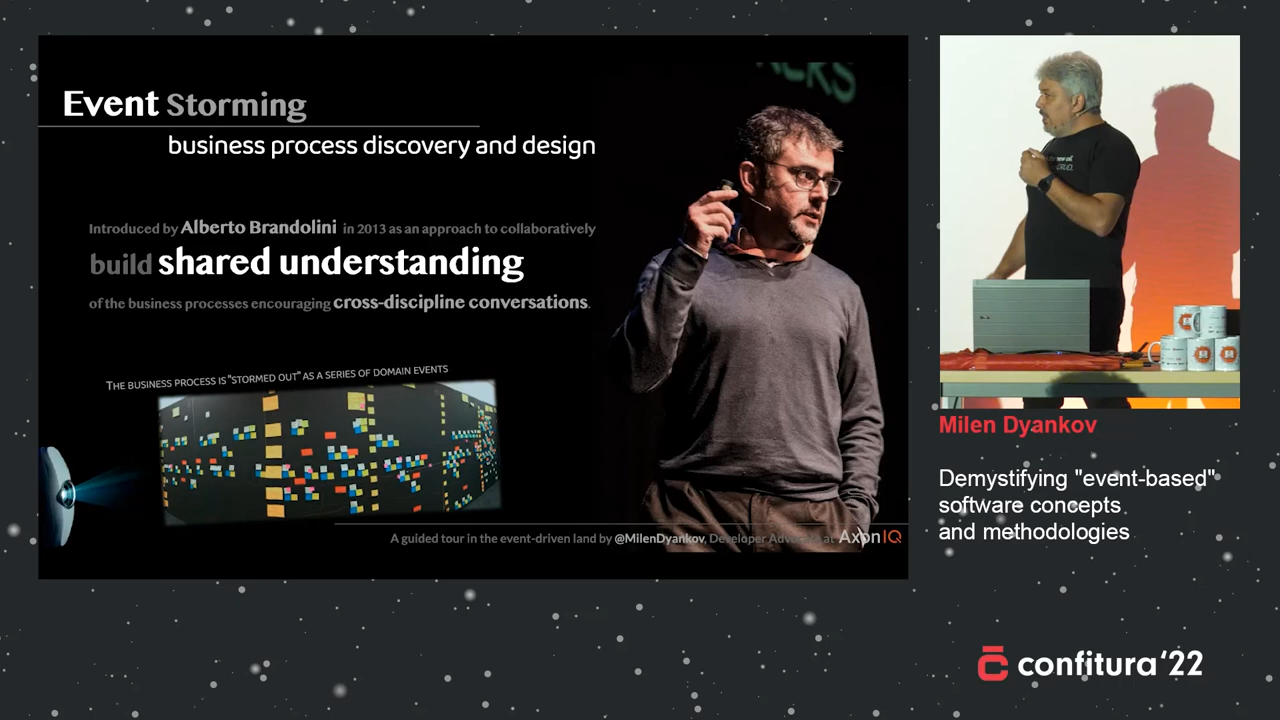 Event Storming
business process discovery and design
Introduced by Alberto Brandolini in 2013 as an approach to collaboratively
build shared understanding
of the business processes encouraging cross-discipline conversations.
THE BUSINESS PROCESS IS "STORMED OUT" AS A SERIES OF DOMAIN EVENTS
A guided tour in the event-driven land by @MilenDyankov, Developer Advocate at AxonIQ
Milen Dyankov
Demystifying "event-based"
software concepts
and methodologies
confitura '22